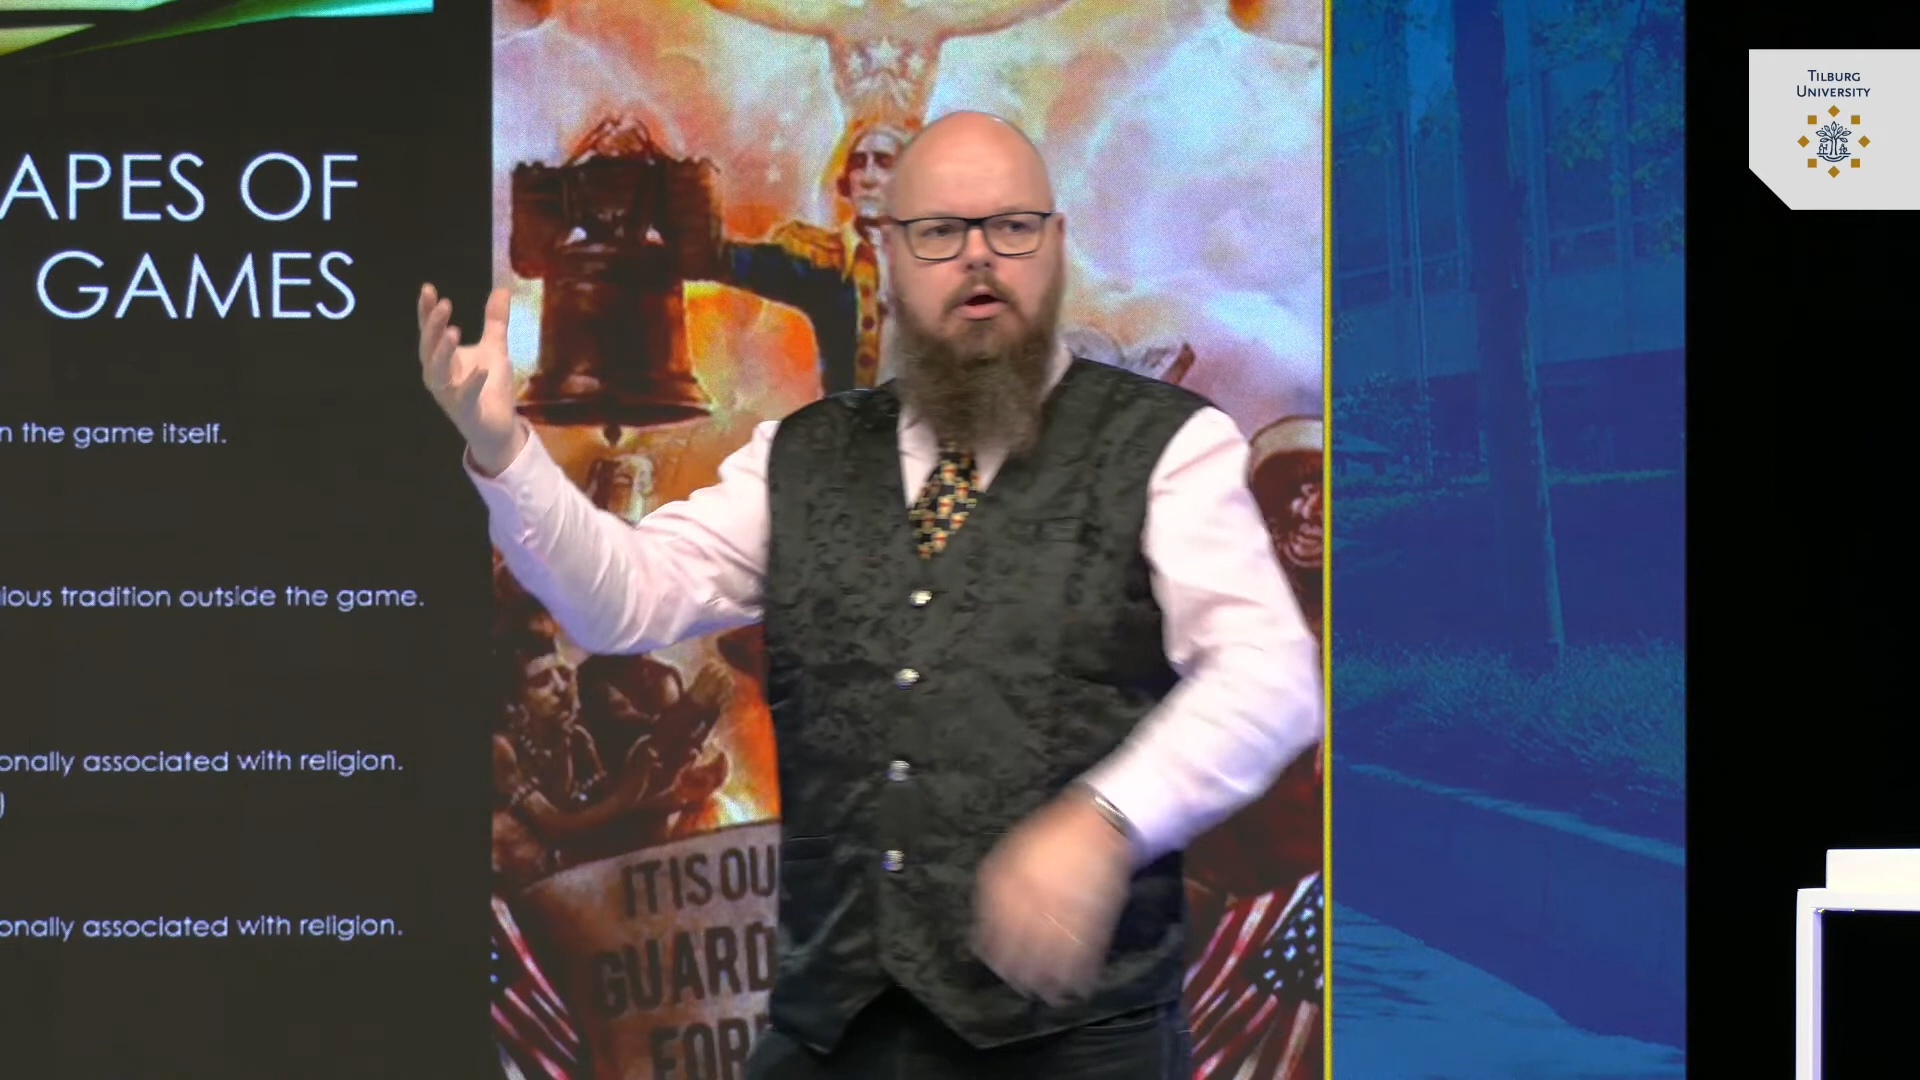 APES OF
GAMES
n the game itself.
ious tradition outside the game.
onally associated with religion.
)
onally associated with religion.
IT IS OU
GUARD
FOR
TILBURG
UNIVERSITY